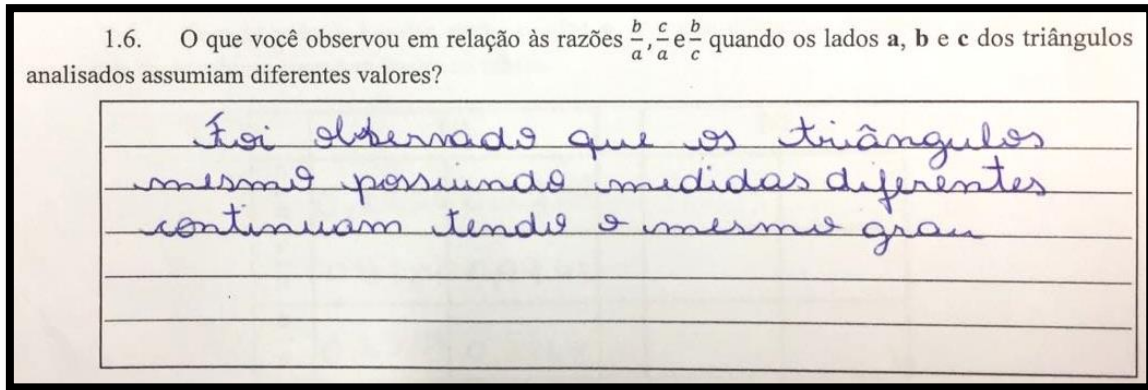 1.6. O que você observou em relação às razões b/a, c/a e b/c quando os lados a, b e c dos triângulos
analisados assumiam diferentes valores?
Foi observado que os triângulos
mesmo possuindo medidas diferentes
continuam tendo o mesmo grau